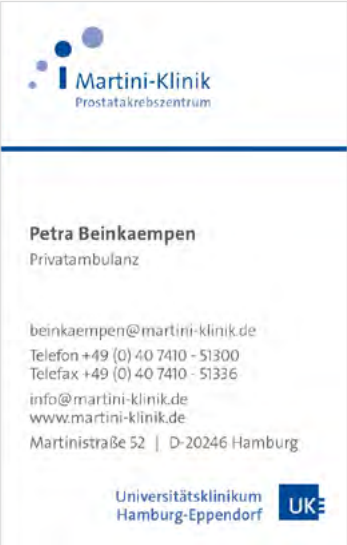 Martini-Klinik
Prostatakrebszentrum
Petra Beinkaempen
Privatambulanz
beinkaempen@martini-klinik.de
Telefon +49 (0) 40 7410 - 51300
Telefax +49 (0) 40 7410 - 51336
info@martini-klinik.de
www.martini-klinik.de
Martinistraße 52 | D-20246 Hamburg
Universitätsklinikum
Hamburg-Eppendorf
UKE